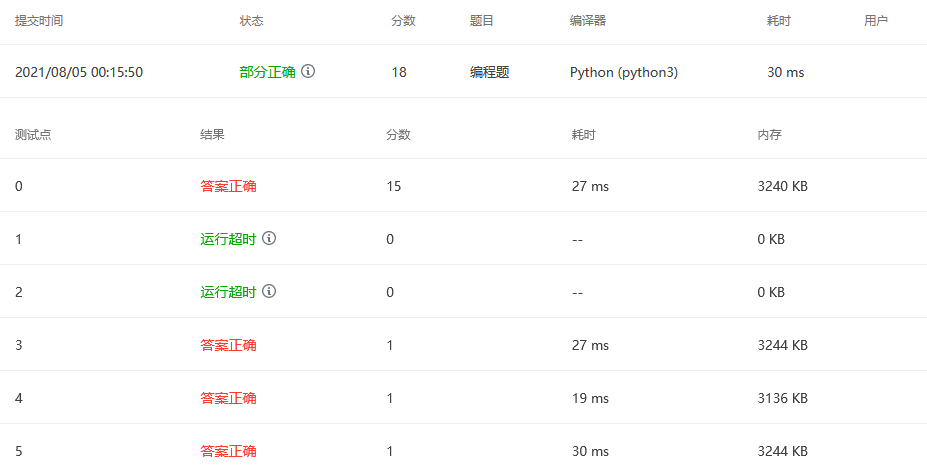 提交时间 状态 分数 题目 编译器 耗时 用户
2021/08/05 00:15:50 部分正确 18 编程题 Python (python3) 30 ms
测试点 结果 分数 耗时 内存
0 答案正确 15 27 ms 3240 KB
1 运行超时 0 -- 0 KB
2 运行超时 0 -- 0 KB
3 答案正确 1 27 ms 3244 KB
4 答案正确 1 19 ms 3136 KB
5 答案正确 1 30 ms 3244 KB